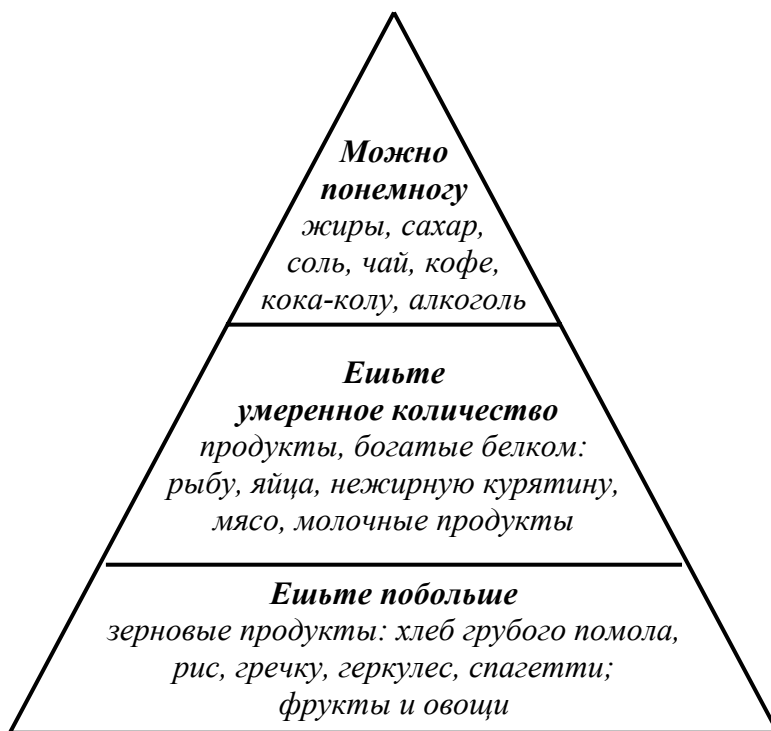 Можно
понемногу
жиры, сахар,
соль, чай, кофе,
кока-колу, алкоголь
Ешьте
умеренное количество
продукты, богатые белком:
рыбу, яйца, нежирную курятину,
мясо, молочные продукты
Ешьте побольше
зерновые продукты: хлеб грубого помола,
рис, гречку, геркулес, спагетти;
фрукты и овощи